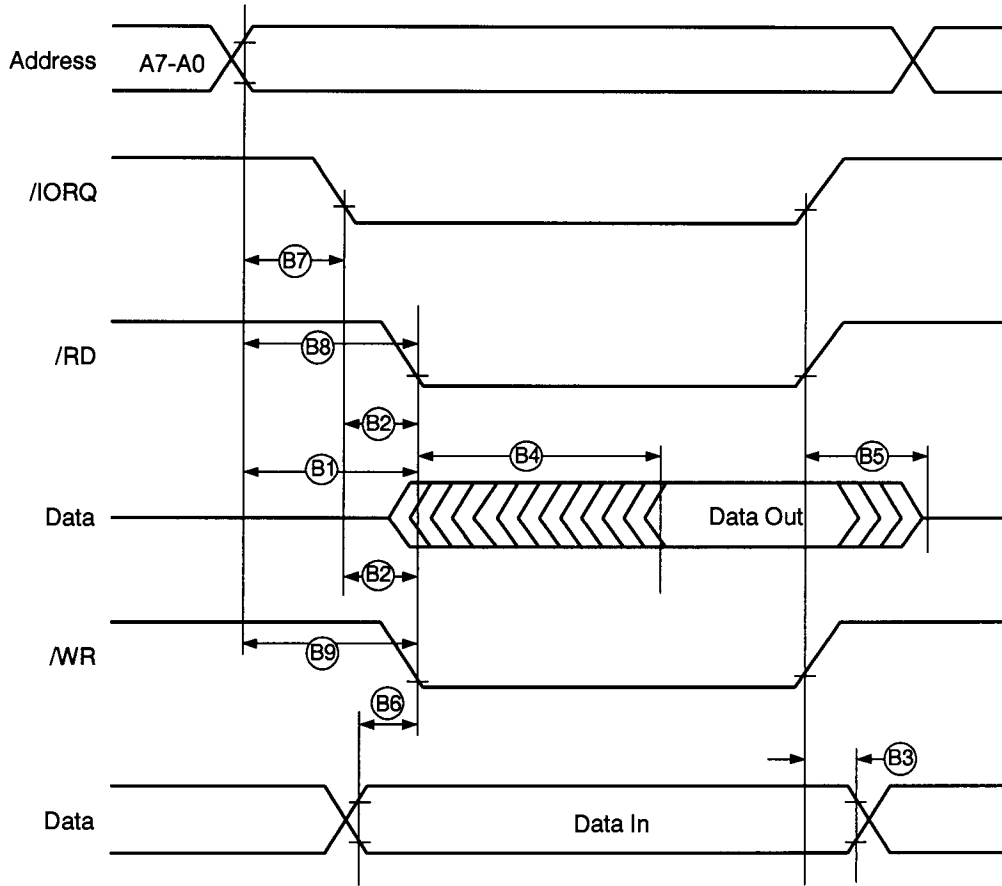 Address A7-A0
/IORQ
B7
B8
/RD
B2
B1 B4 B5
Data Data Out
B2
/WR B9
B6
B3
Data Data In